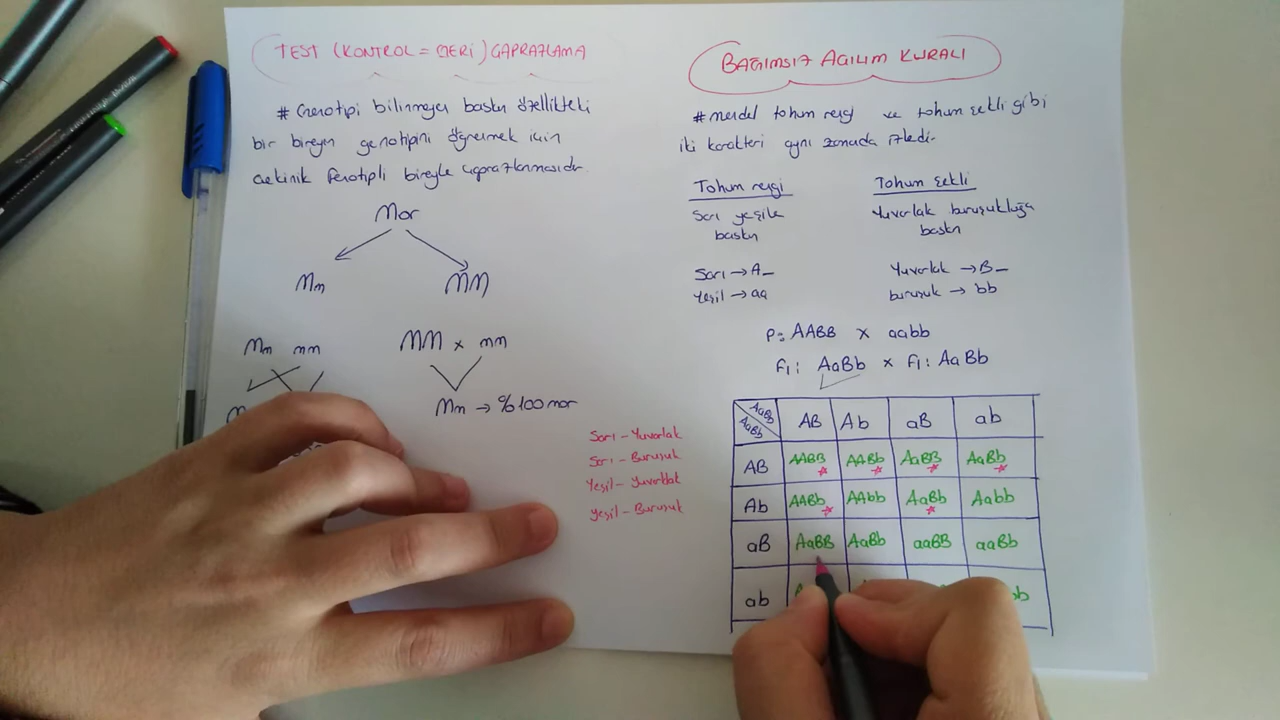 TEST (KONTROL = GERİ) ÇAPRAZLAMA
# Genotipi bilinmeyen baskın özellikteki
bir bireyin genotipini öğrenmek için
çekinik fenotipli bireyle çaprazlanmasıdır.
Mor
Mm MM
Mm mm
MM x mm
Mm → %100 mor
BAĞIMSIZ AÇILIM KURALI
# mendel tohum rengi ve tohum şekli gibi
iki karakteri aynı zamanda izledi.
Tohum rengi
Sarı yeşile
baskın
Sarı → A_
Yeşil → aa
Tohum şekli
Yuvarlak buruşukluğa
baskın
Yuvarlak → B_
buruşuk → bb
P: AABB x aabb
F1: AaBb x F1: AaBb
Sarı - Yuvarlak
Sarı - Buruşuk
Yeşil - Yuvarlak
Yeşil - Buruşuk
AaBb AaBb AB Ab aB ab
AB AABB AABb AaBB AaBb
Ab AABb AAbb AaBb Aabb
aB AaBB AaBb aaBB aaBb
ab